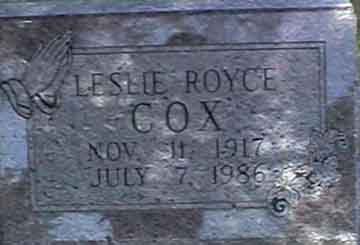 LESLIE ROYCE
COX
NOV. 11, 1917
JULY 7, 1986